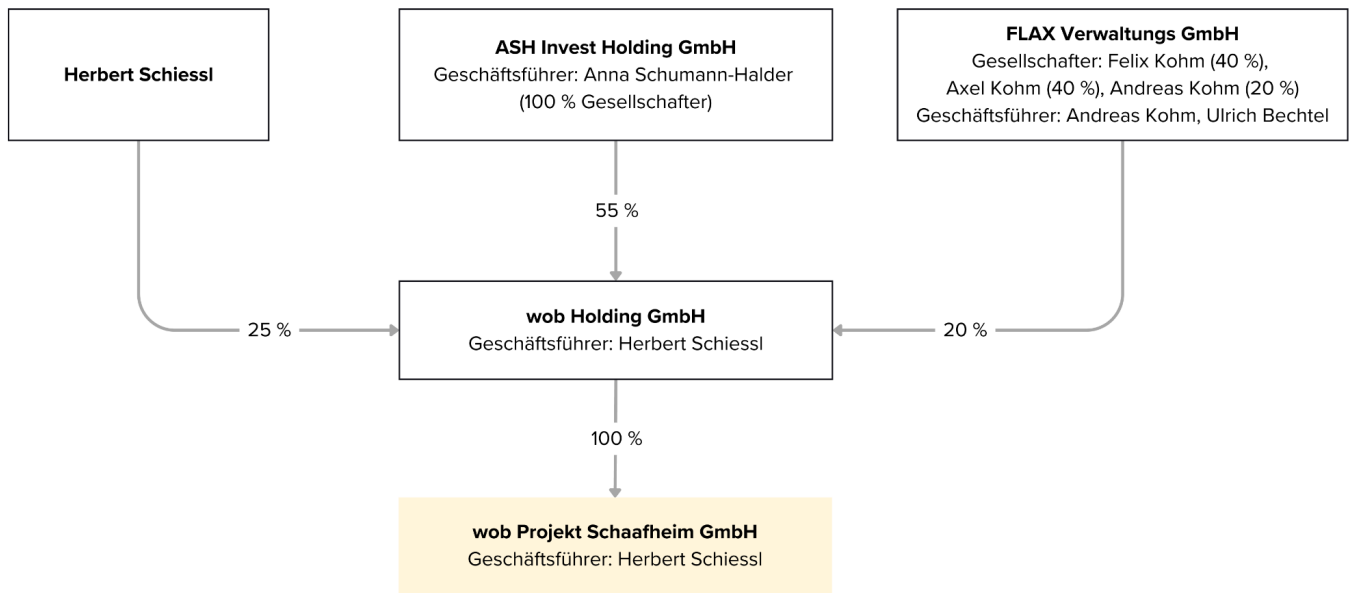 Herbert Schiessl
ASH Invest Holding GmbH
Geschäftsführer: Anna Schumann-Halder
(100 % Gesellschafter)
FLAX Verwaltungs GmbH
Gesellschafter: Felix Kohm (40 %),
Axel Kohm (40 %), Andreas Kohm (20 %)
Geschäftsführer: Andreas Kohm, Ulrich Bechtel
55 %
25 %
wob Holding GmbH
Geschäftsführer: Herbert Schiessl
20 %
100 %
wob Projekt Schaafheim GmbH
Geschäftsführer: Herbert Schiessl